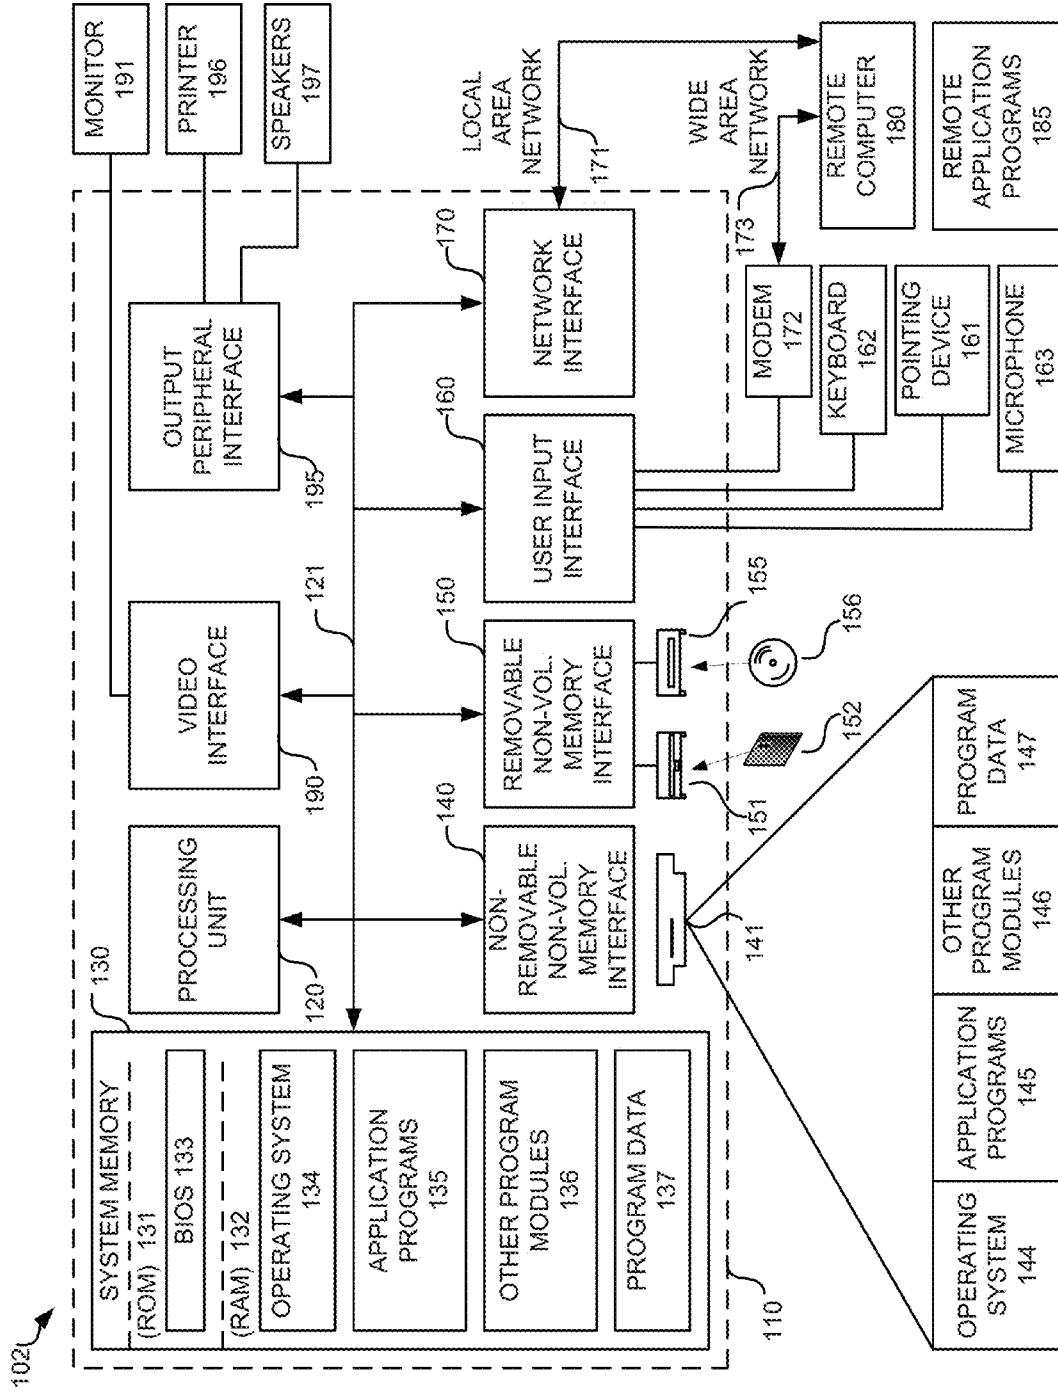 102
SYSTEM MEMORY
(ROM) 131
BIOS 133
(RAM) 132
OPERATING SYSTEM
134
APPLICATION
PROGRAMS
135
OTHER PROGRAM
MODULES
136
PROGRAM DATA
137
130
110
PROCESSING
UNIT
120
VIDEO
INTERFACE
190
121
OUTPUT
PERIPHERAL
INTERFACE
195
MONITOR
191
PRINTER
196
SPEAKERS
197
NON-
REMOVABLE
NON-VOL.
MEMORY
INTERFACE
140
REMOVABLE
NON-VOL.
MEMORY
INTERFACE
150
USER INPUT
INTERFACE
160
NETWORK
INTERFACE
170
LOCAL
AREA
NETWORK
171
WIDE
AREA
NETWORK
173
141
151
152
155
156
MODEM
172
KEYBOARD
162
POINTING
DEVICE
161
MICROPHONE
163
REMOTE
COMPUTER
180
REMOTE
APPLICATION
PROGRAMS
185
OPERATING
SYSTEM
144
APPLICATION
PROGRAMS
145
OTHER
PROGRAM
MODULES
146
PROGRAM
DATA
147